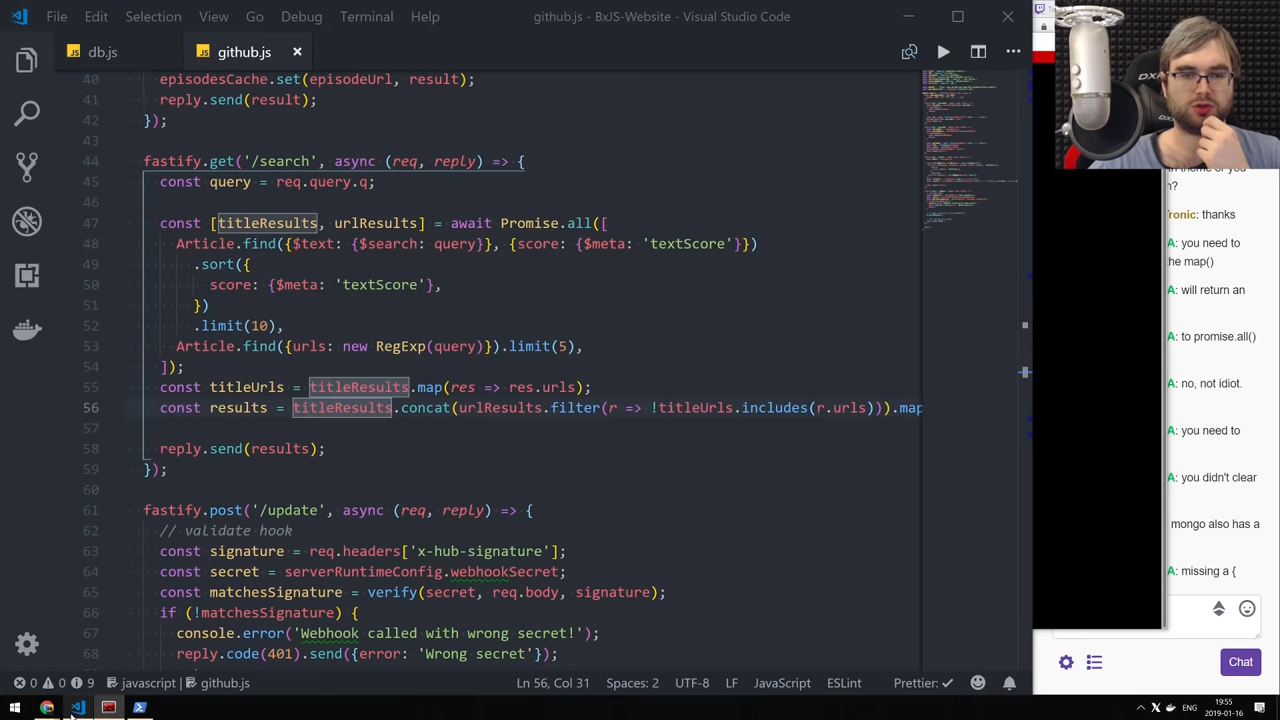 File Edit Selection View Go Debug Terminal Help github.js - BxJS-Website - Visual Studio Code
db.js github.js
40 episodesCache.set(episodeUrl, result);
41 reply.send(result);
42 });
43
44 fastify.get('/search', async (req, reply) => {
45 const query = req.query.q;
46
47 const [titleResults, urlResults] = await Promise.all([
48 Article.find({$text: {$search: query}}, {score: {$meta: 'textScore'}})
49 .sort({
50 score: {$meta: 'textScore'},
51 })
52 .limit(10),
53 Article.find({urls: new RegExp(query)}).limit(5),
54 ]);
55 const titleUrls = titleResults.map(res => res.urls);
56 const results = titleResults.concat(urlResults.filter(r => !titleUrls.includes(r.urls))).map
57
58 reply.send(results);
59 });
60
61 fastify.post('/update', async (req, reply) => {
62 // validate hook
63 const signature = req.headers['x-hub-signature'];
64 const secret = serverRuntimeConfig.webhookSecret;
65 const matchesSignature = verify(secret, req.body, signature);
66 if (!matchesSignature) {
67 console.error('Webhook called with wrong secret!');
68 reply.code(401).send({error: 'Wrong secret'});
0 0 9 javascript github.js Ln 56, Col 31 Spaces: 2 UTF-8 LF JavaScript ESLint Prettier: ✓
DXR
theme of you
n?
Tronic: thanks
A: you need to
the map()
A: will return an
A: to promise.all()
A: no, not idiot.
A: you need to
A: you didn't clear
mongo also has a
A: missing a {
Chat
ENG
19:55
2019-01-16